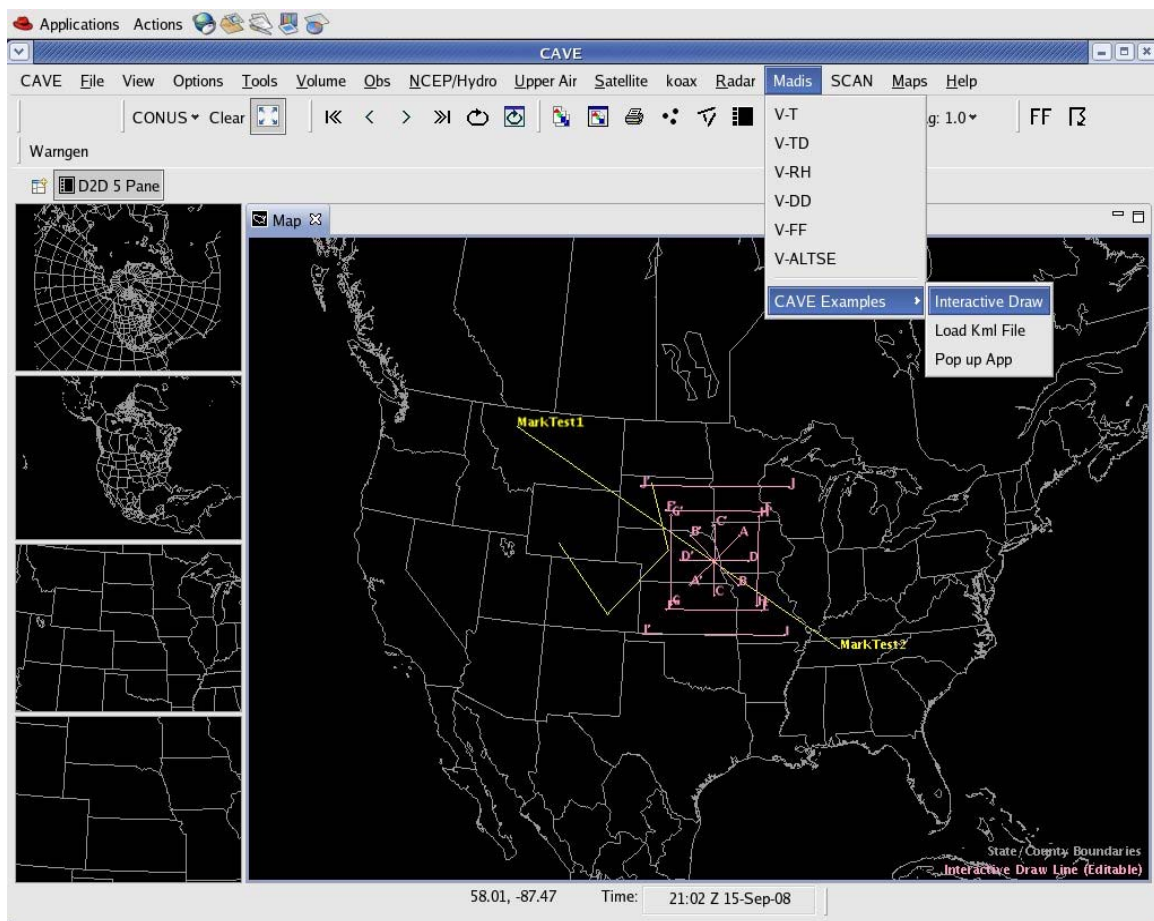 Applications Actions
CAVE
CAVE File View Options Tools Volume Obs NCEP/Hydro Upper Air Satellite koax Radar Madis SCAN Maps Help
CONUS Clear
g: 1.0 FF
Warngen
D2D 5 Pane
Map
V-T
V-TD
V-RH
V-DD
V-FF
V-ALTSE
CAVE Examples
Interactive Draw
Load Kml File
Pop up App
MarkTest1
J' J
F' F
G' H'
C'
B' A
D' D
A' B
C
G H
E
I' I
MarkTest2
State/County Boundaries
Interactive Draw Line (Editable)
58.01, -87.47 Time: 21:02 Z 15-Sep-08